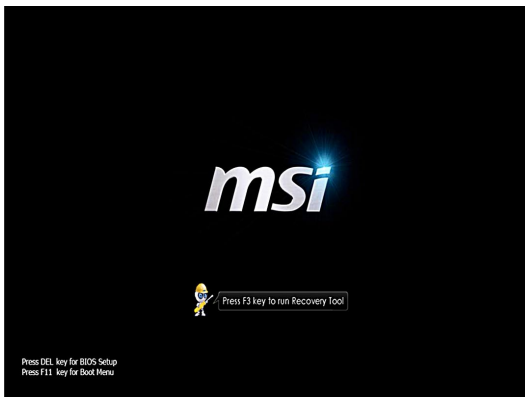 msi
Press F3 key to run Recovery Tool
Press DEL key for BIOS Setup
Press F11 key for Boot Menu